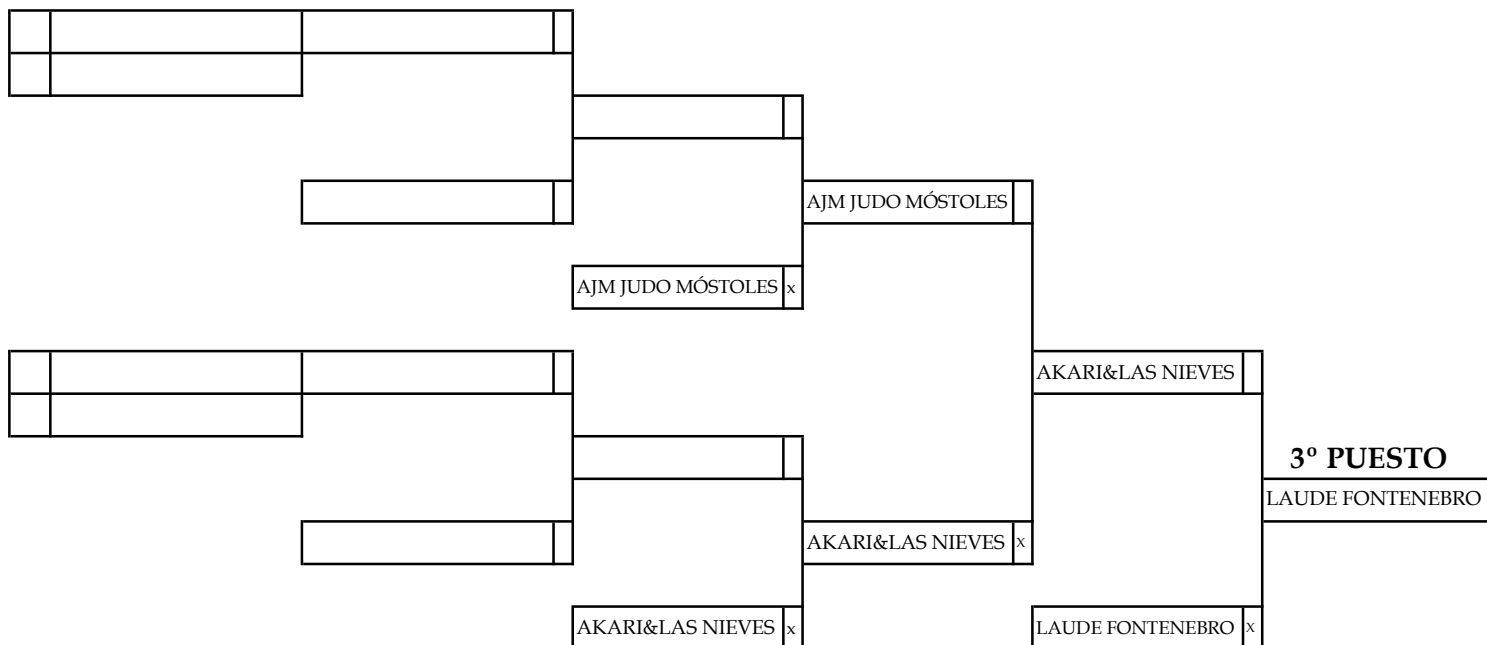 AJM JUDO MÓSTOLES
AJM JUDO MÓSTOLES x
AKARI&LAS NIEVES
3º PUESTO
LAUDE FONTENEBRO
AKARI&LAS NIEVES x
AKARI&LAS NIEVES x
LAUDE FONTENEBRO x